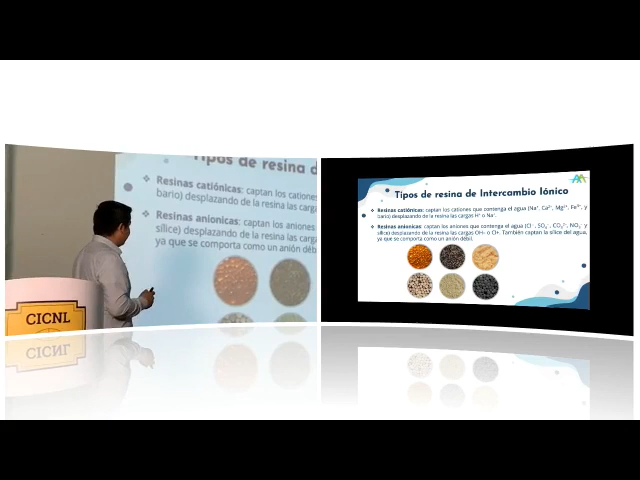 Tipos de resina d
Resinas catiónicas: captan los cationes
bario) desplazando de la resina las carga
Resinas anionicas: captan los aniones
sílice) desplazando de la resina las carga
ya que se comporta como un anión débil
CICNL
Tipos de resina de Intercambio Iónico
Resinas catiónicas: captan los cationes que contenga el agua (Na⁺, Ca²⁺, Mg²⁺, Fe³⁺, y
bario) desplazando de la resina las cargas H⁺ o Na⁺.
Resinas anionicas: captan los aniones que contenga el agua (Cl⁻, SO₄⁻, CO₃²⁻, NO₃⁻ y
sílice) desplazando de la resina las cargas OH- o Cl+. También captan la sílice del agua,
ya que se comporta como un anión débil.